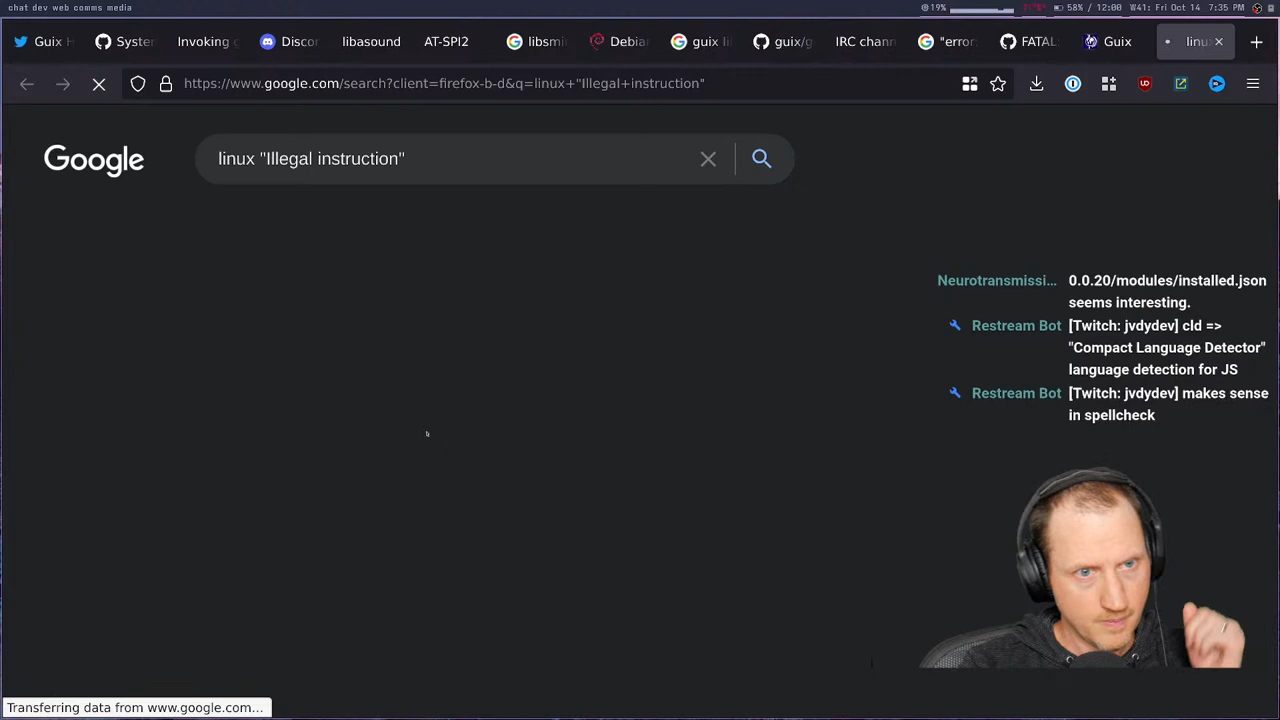 chat dev web comms media
19%
58% / 12:00
W41: Fri Oct 14
7:35 PM
Guix H
System
Invoking g
Discor
libasound
AT-SPI2
libsmi
Debia
guix li
guix/g
IRC chann
"error:
FATAL:
Guix
linu
https://www.google.com/search?client=firefox-b-d&q=linux+"Illegal+instruction"
Google
linux "Illegal instruction"
Neurotransmissi... 0.0.20/modules/installed.json
seems interesting.
Restream Bot [Twitch: jvdydev] cld =>
"Compact Language Detector"
language detection for JS
Restream Bot [Twitch: jvdydev] makes sense
in spellcheck
Transferring data from www.google.com...